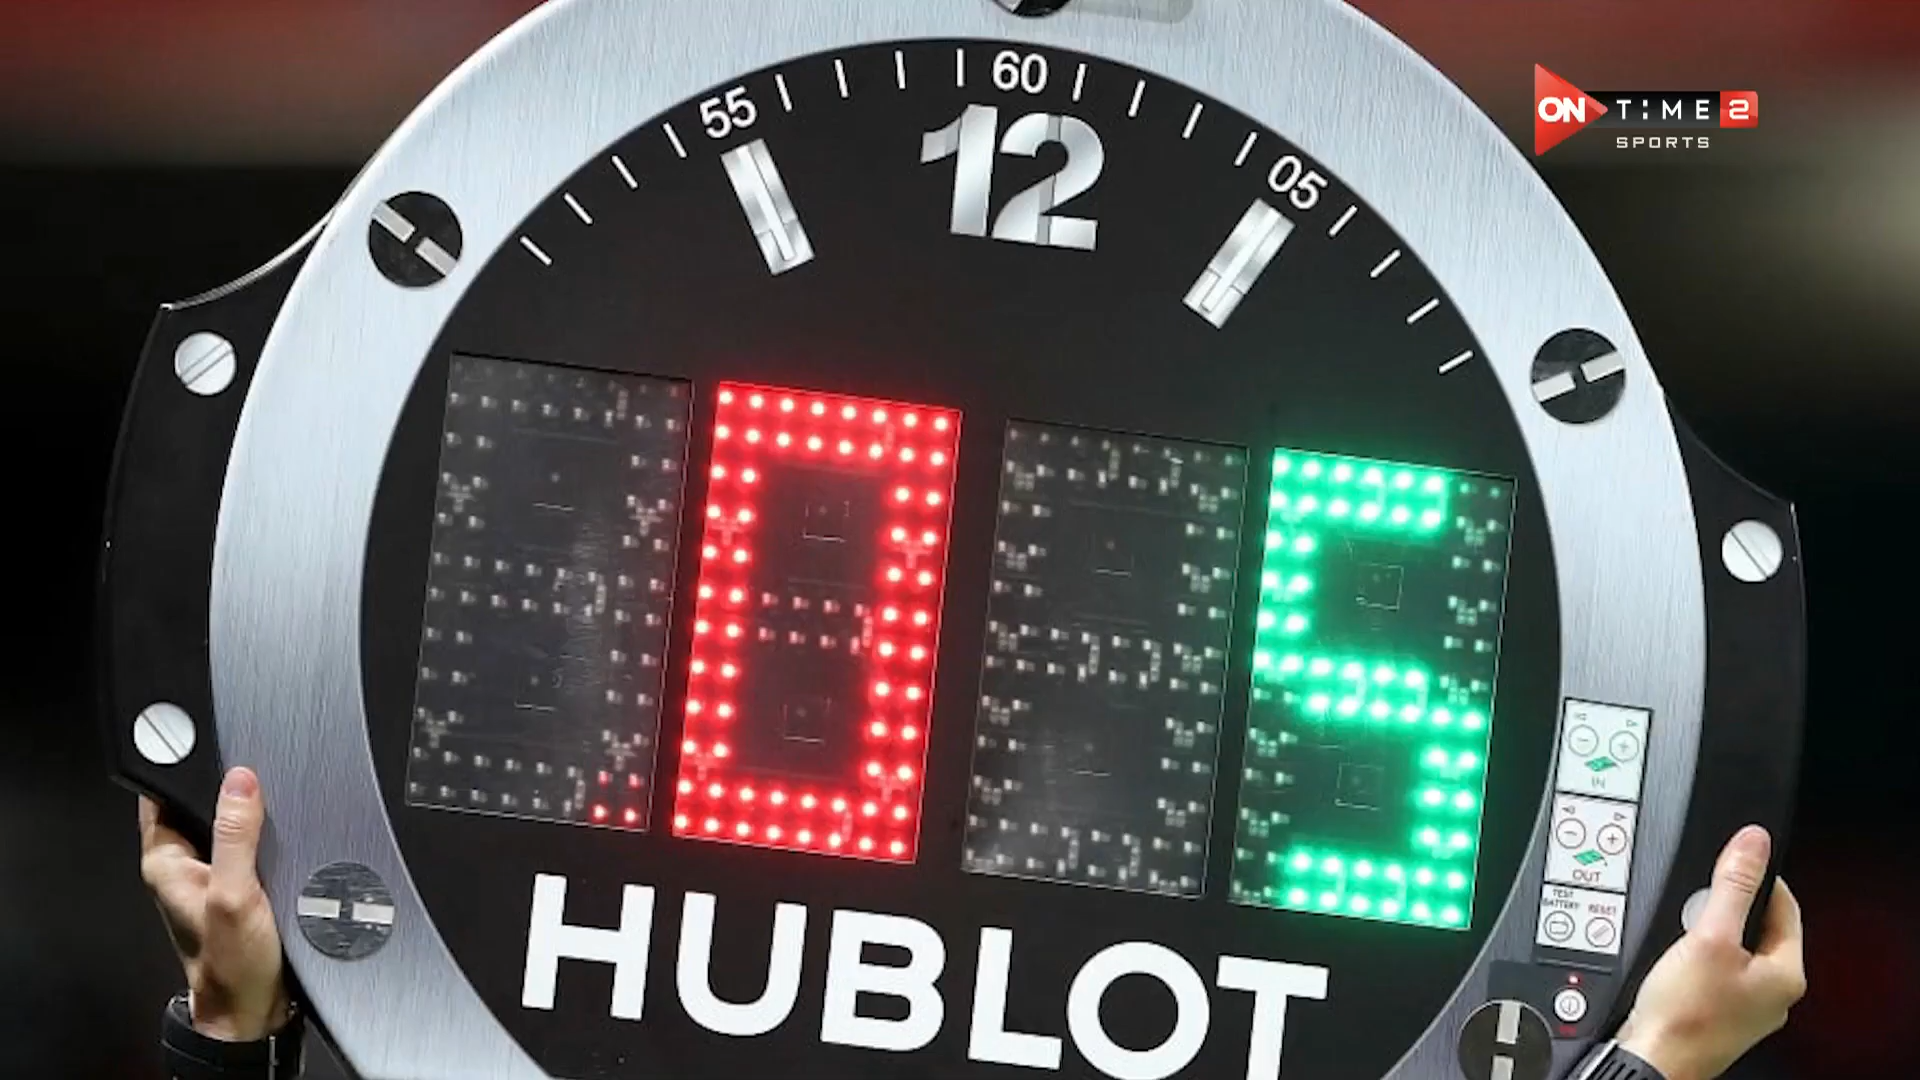 55 60 05
12
ON TIME 2
SPORTS
0 5
HUBLOT
IN
OUT
TEST
BATTERY RESET